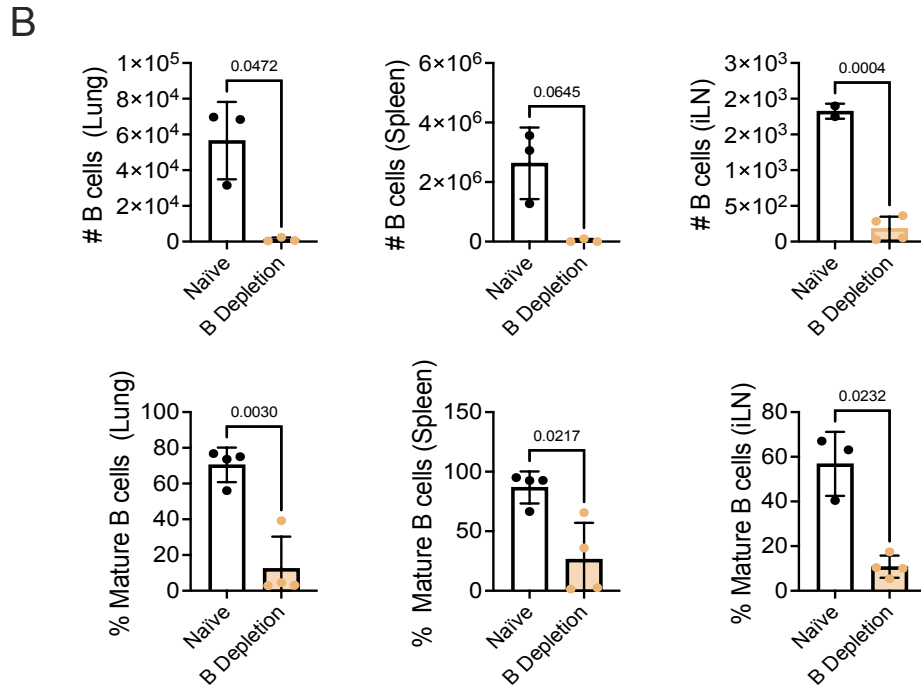 B
# B cells (Lung)
1×10⁵
8×10⁴
6×10⁴
4×10⁴
2×10⁴
0
0.0472
Naïve
B Depletion
# B cells (Spleen)
6×10⁶
4×10⁶
2×10⁶
0
0.0645
Naïve
B Depletion
# B cells (iLN)
3×10³
2×10³
2×10³
1×10³
5×10²
0
0.0004
Naïve
B Depletion
% Mature B cells (Lung)
100
80
60
40
20
0
0.0030
Naïve
B Depletion
% Mature B cells (Spleen)
150
100
50
0
0.0217
Naïve
B Depletion
% Mature B cells (iLN)
80
60
40
20
0
0.0232
Naïve
B Depletion